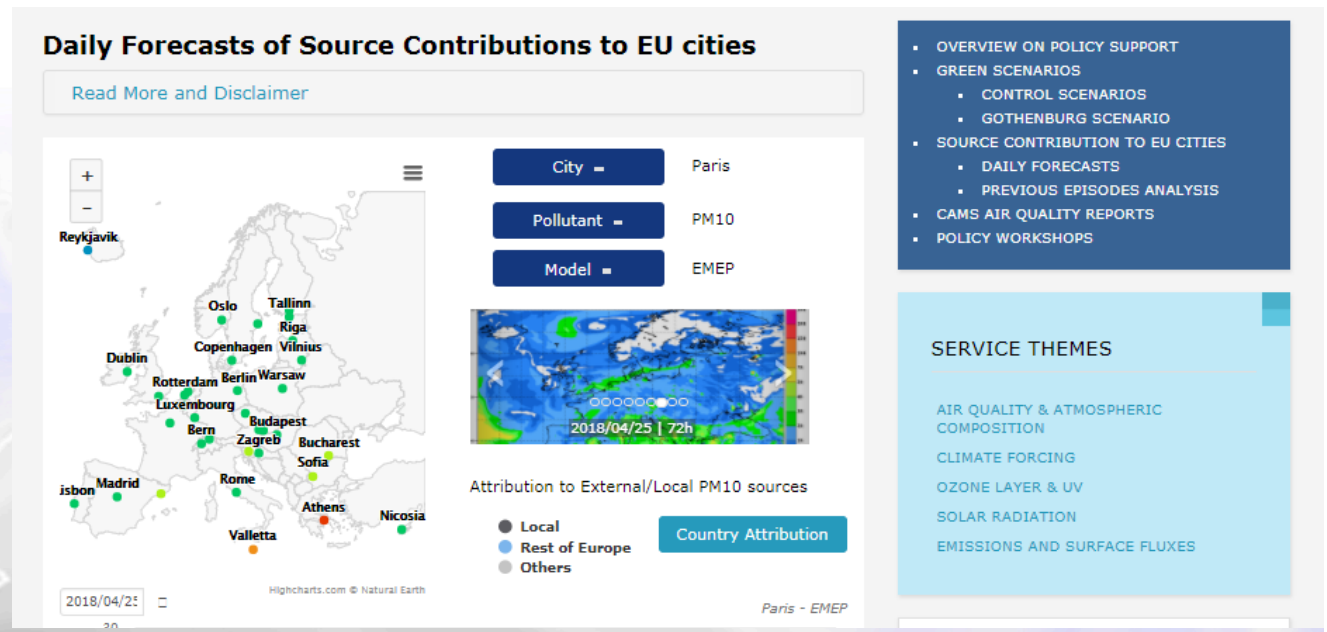 Daily Forecasts of Source Contributions to EU cities
Read More and Disclaimer
+
−
Reykjavik
Oslo
Tallinn
Riga
Copenhagen
Vilnius
Dublin
Rotterdam
Berlin
Warsaw
Luxembourg
Budapest
Bern
Zagreb
Bucharest
Sofia
isbon
Madrid
Rome
Athens
Nicosia
Valletta
Highcharts.com © Natural Earth
2018/04/25
30
City
Paris
Pollutant
PM10
Model
EMEP
2018/04/25 | 72h
Attribution to External/Local PM10 sources
Local
Rest of Europe
Others
Country Attribution
Paris - EMEP
OVERVIEW ON POLICY SUPPORT
GREEN SCENARIOS
CONTROL SCENARIOS
GOTHENBURG SCENARIO
SOURCE CONTRIBUTION TO EU CITIES
DAILY FORECASTS
PREVIOUS EPISODES ANALYSIS
CAMS AIR QUALITY REPORTS
POLICY WORKSHOPS
SERVICE THEMES
AIR QUALITY & ATMOSPHERIC
COMPOSITION
CLIMATE FORCING
OZONE LAYER & UV
SOLAR RADIATION
EMISSIONS AND SURFACE FLUXES